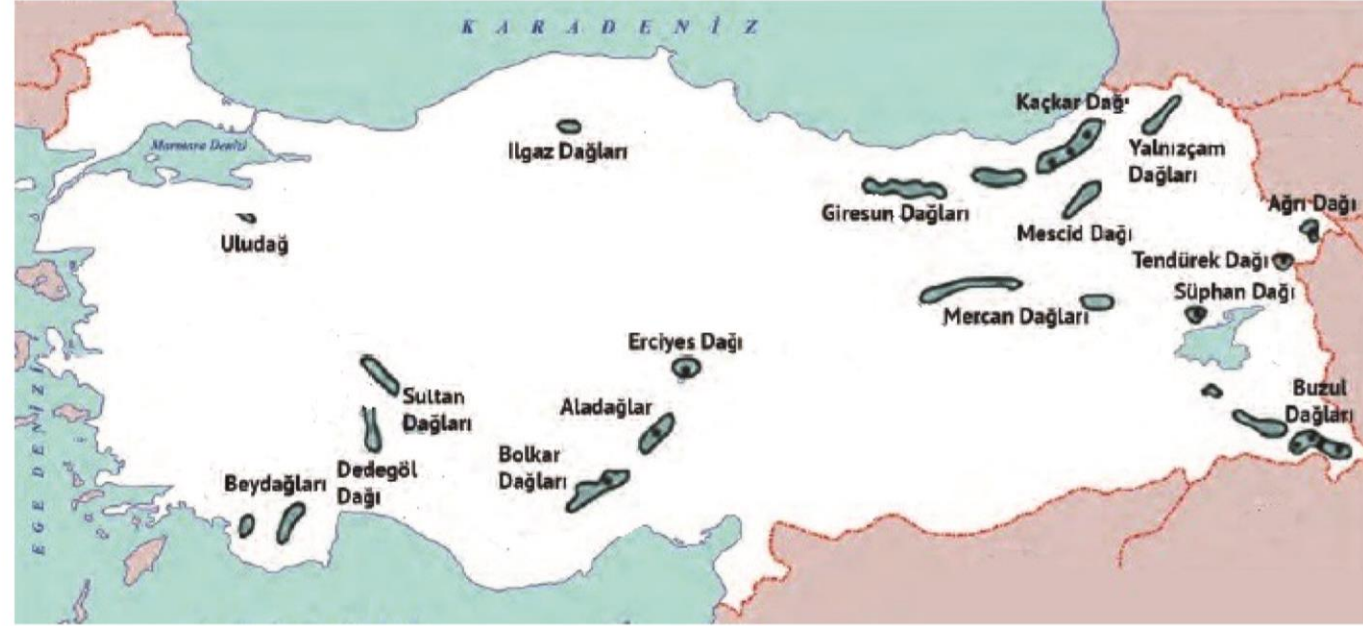 KARADENİZ
Kaçkar Dağı
Marmara Denizi
Ilgaz Dağları
Yalnızçam
Dağları
Giresun Dağları
Ağrı Dağı
Mescid Dağı
Uludağ
Tendürek Dağı
Süphan Dağı
Mercan Dağları
Erciyes Dağı
EGE DENİZİ
Sultan
Dağları
Aladağlar
Buzul
Dağları
Bolkar
Dağları
Dedegöl
Dağı
Beydağları